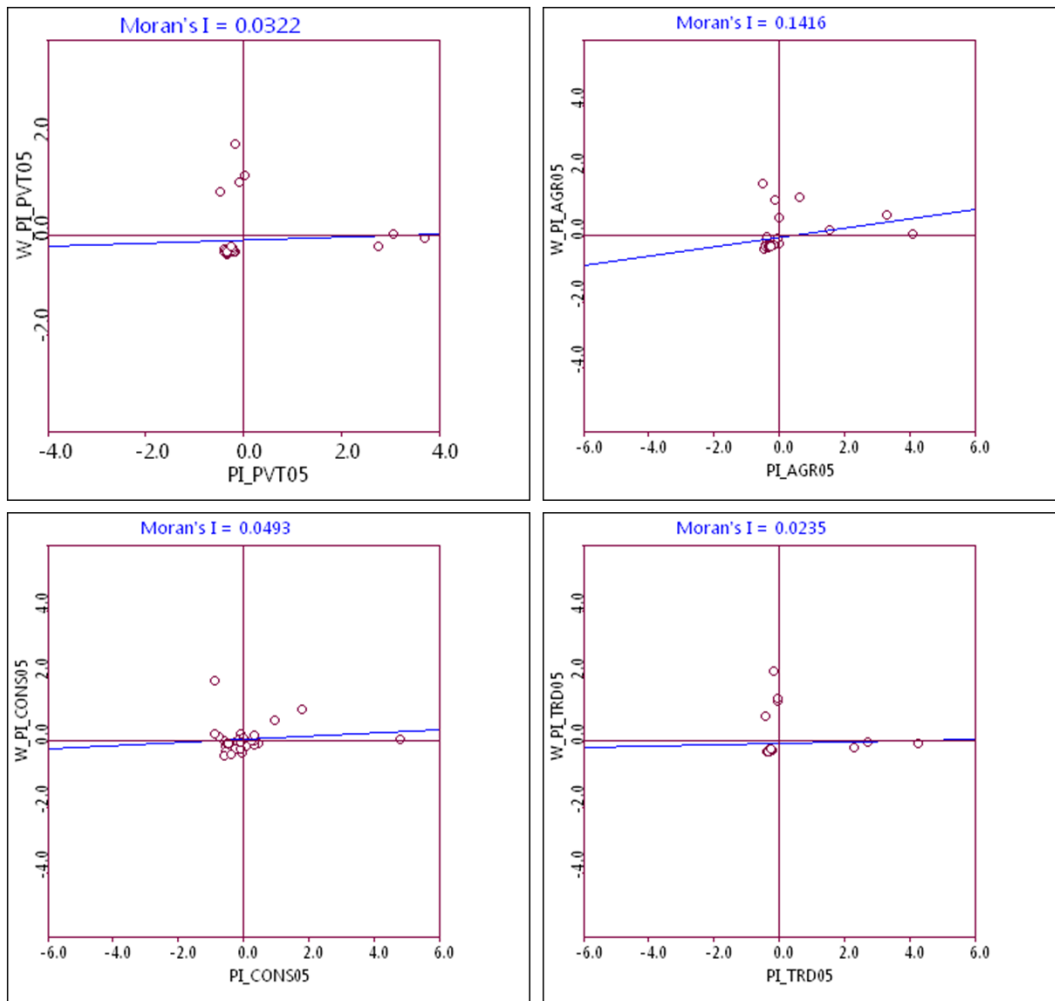 Moran's I = 0.0322
W_PI_PVT05
2.0
0.0
-2.0
-4.0 -2.0 0.0 2.0 4.0
PI_PVT05
Moran's I = 0.1416
W_PI_AGR05
4.0
2.0
0.0
-2.0
-4.0
-6.0 -4.0 -2.0 0.0 2.0 4.0 6.0
PI_AGR05
Moran's I = 0.0493
W_PI_CONS05
4.0
2.0
0.0
-2.0
-4.0
-6.0 -4.0 -2.0 0.0 2.0 4.0 6.0
PI_CONS05
Moran's I = 0.0235
W_PI_TRD05
4.0
2.0
0.0
-2.0
-4.0
-6.0 -4.0 -2.0 0.0 2.0 4.0 6.0
PI_TRD05